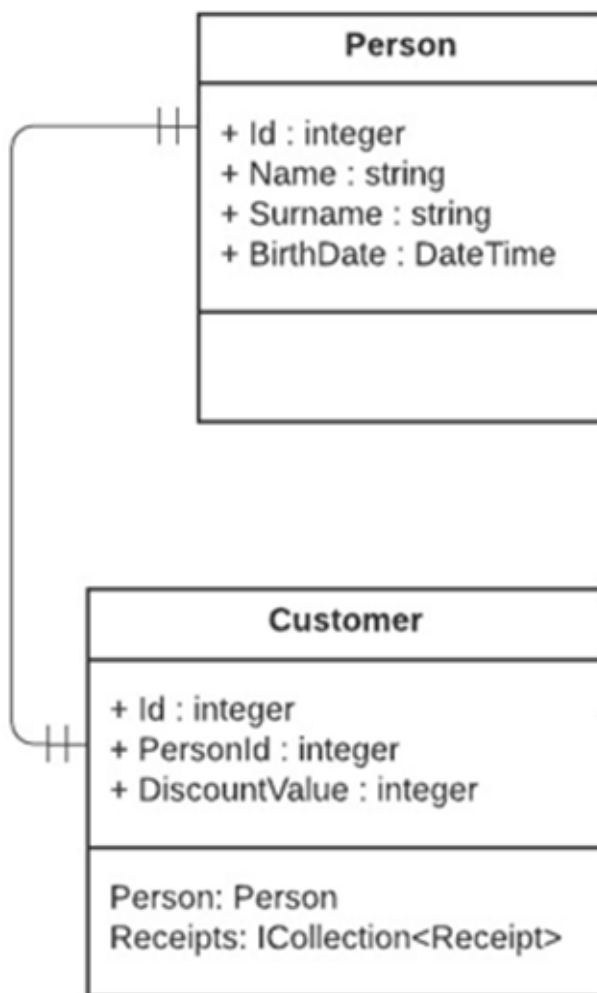 Person
+ Id : integer
+ Name : string
+ Surname : string
+ BirthDate : DateTime
Customer
+ Id : integer
+ PersonId : integer
+ DiscountValue : integer
Person: Person
Receipts: ICollection<Receipt>